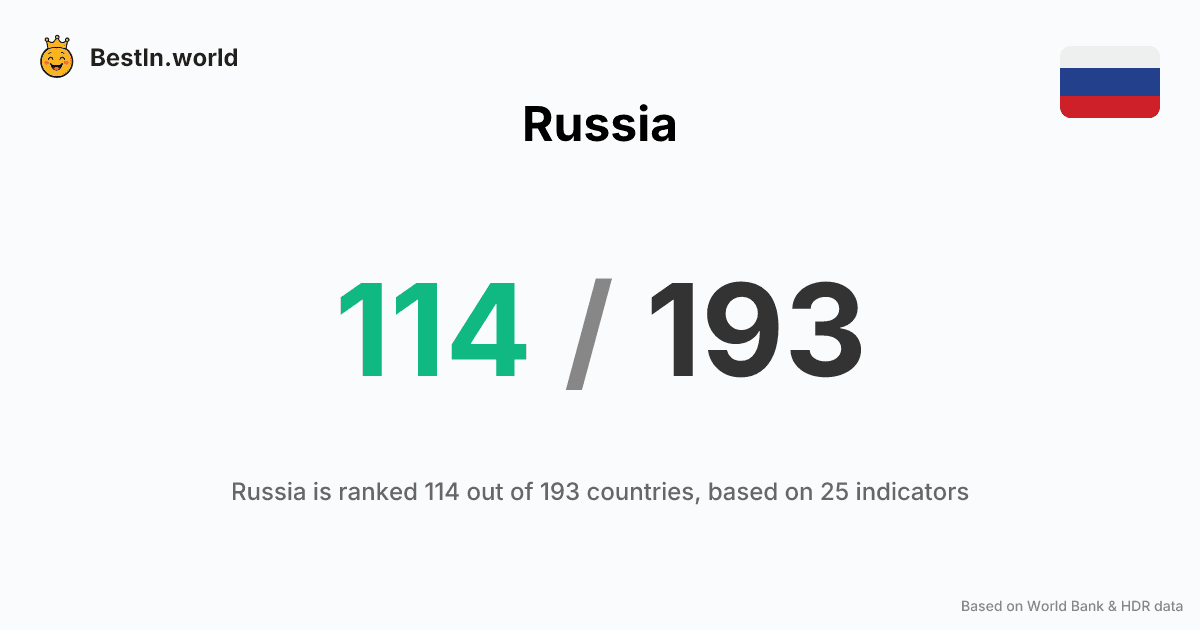 BestIn.world
Russia
114 / 193
Russia is ranked 114 out of 193 countries, based on 25 indicators
Based on World Bank & HDR data